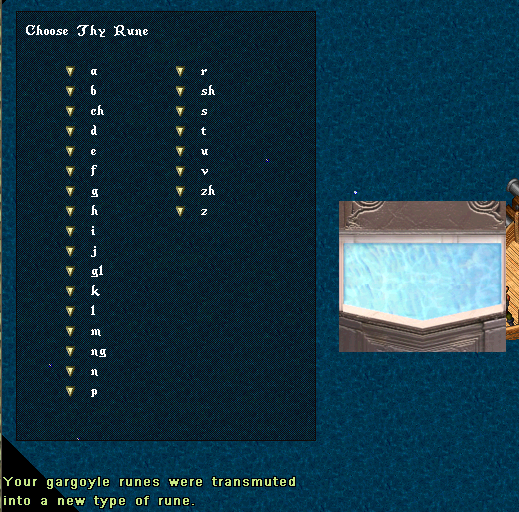 Choose Thy Rune
a
b
ch
d
e
f
g
h
i
j
gl
k
l
m
ng
n
p
r
sh
s
t
u
v
zh
z
Your gargoyle runes were transmuted
into a new type of rune.